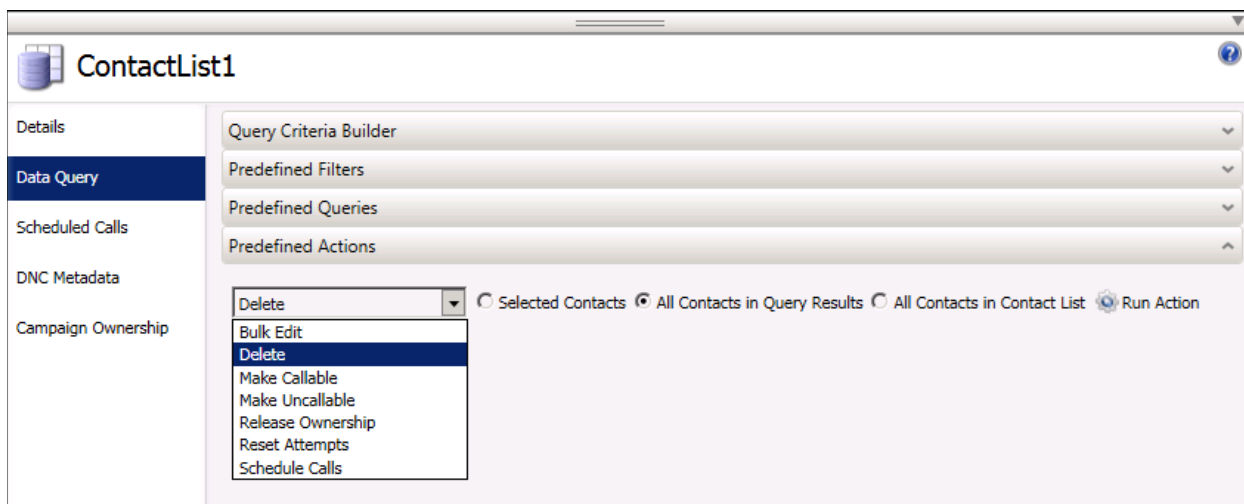 ContactList1
Details
Data Query
Scheduled Calls
DNC Metadata
Campaign Ownership
Query Criteria Builder
Predefined Filters
Predefined Queries
Predefined Actions
Delete Selected Contacts All Contacts in Query Results All Contacts in Contact List Run Action
Bulk Edit
Delete
Make Callable
Make Uncallable
Release Ownership
Reset Attempts
Schedule Calls